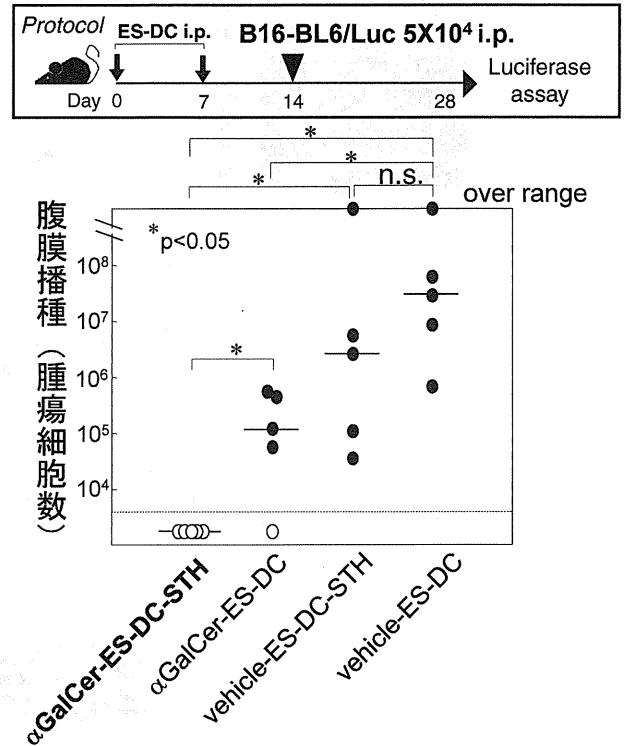 Protocol
ES-DC i.p.
B16-BL6/Luc 5X10⁴ i.p.
Luciferase
assay
Day 0 7 14 28
*
*
* n.s.
over range
腹膜播種（腫瘍細胞数）
* p<0.05
10⁸
10⁷
10⁶
*
10⁵
10⁴
αGalCer-ES-DC-STH
αGalCer-ES-DC
vehicle-ES-DC-STH
vehicle-ES-DC